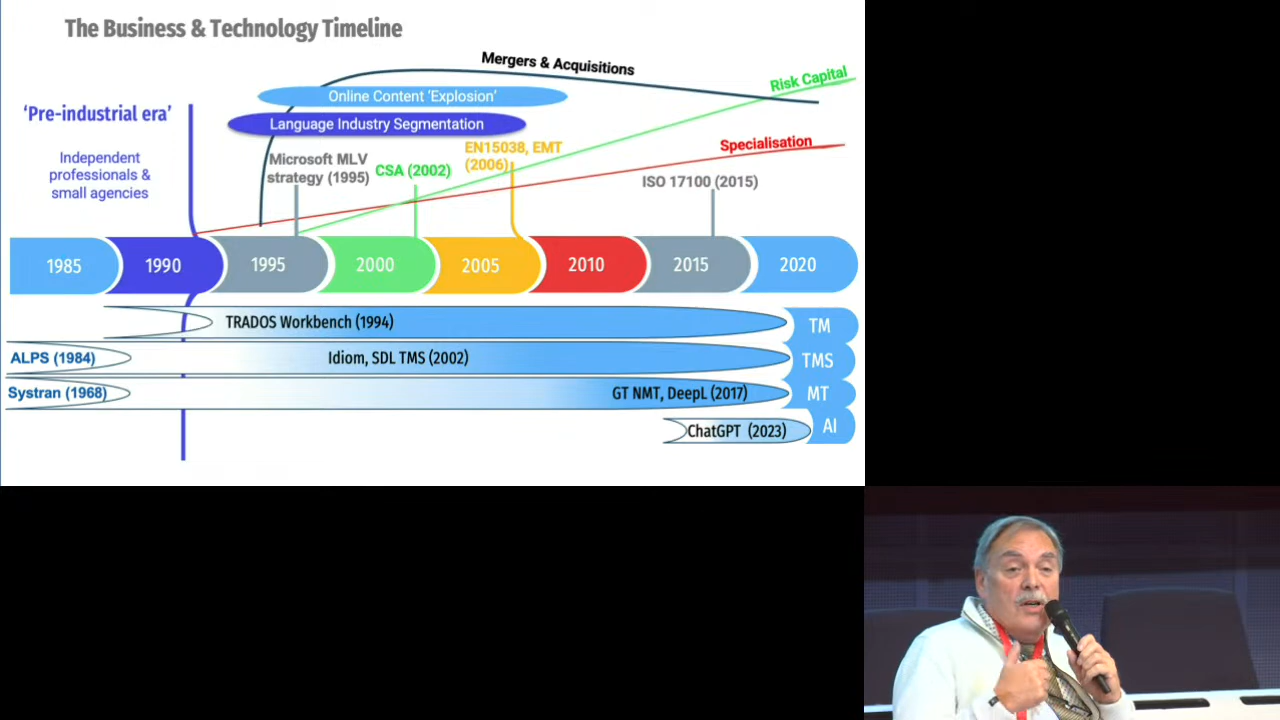 The Business & Technology Timeline
Mergers & Acquisitions
Risk Capital
Online Content ‘Explosion’
‘Pre-industrial era’
Language Industry Segmentation
Specialisation
Independent
professionals &
small agencies
Microsoft MLV
strategy (1995)
CSA (2002)
EN15038, EMT
(2006)
ISO 17100 (2015)
1985
1990
1995
2000
2005
2010
2015
2020
TRADOS Workbench (1994)
TM
ALPS (1984)
Idiom, SDL TMS (2002)
TMS
Systran (1968)
GT NMT, DeepL (2017)
MT
ChatGPT (2023)
AI